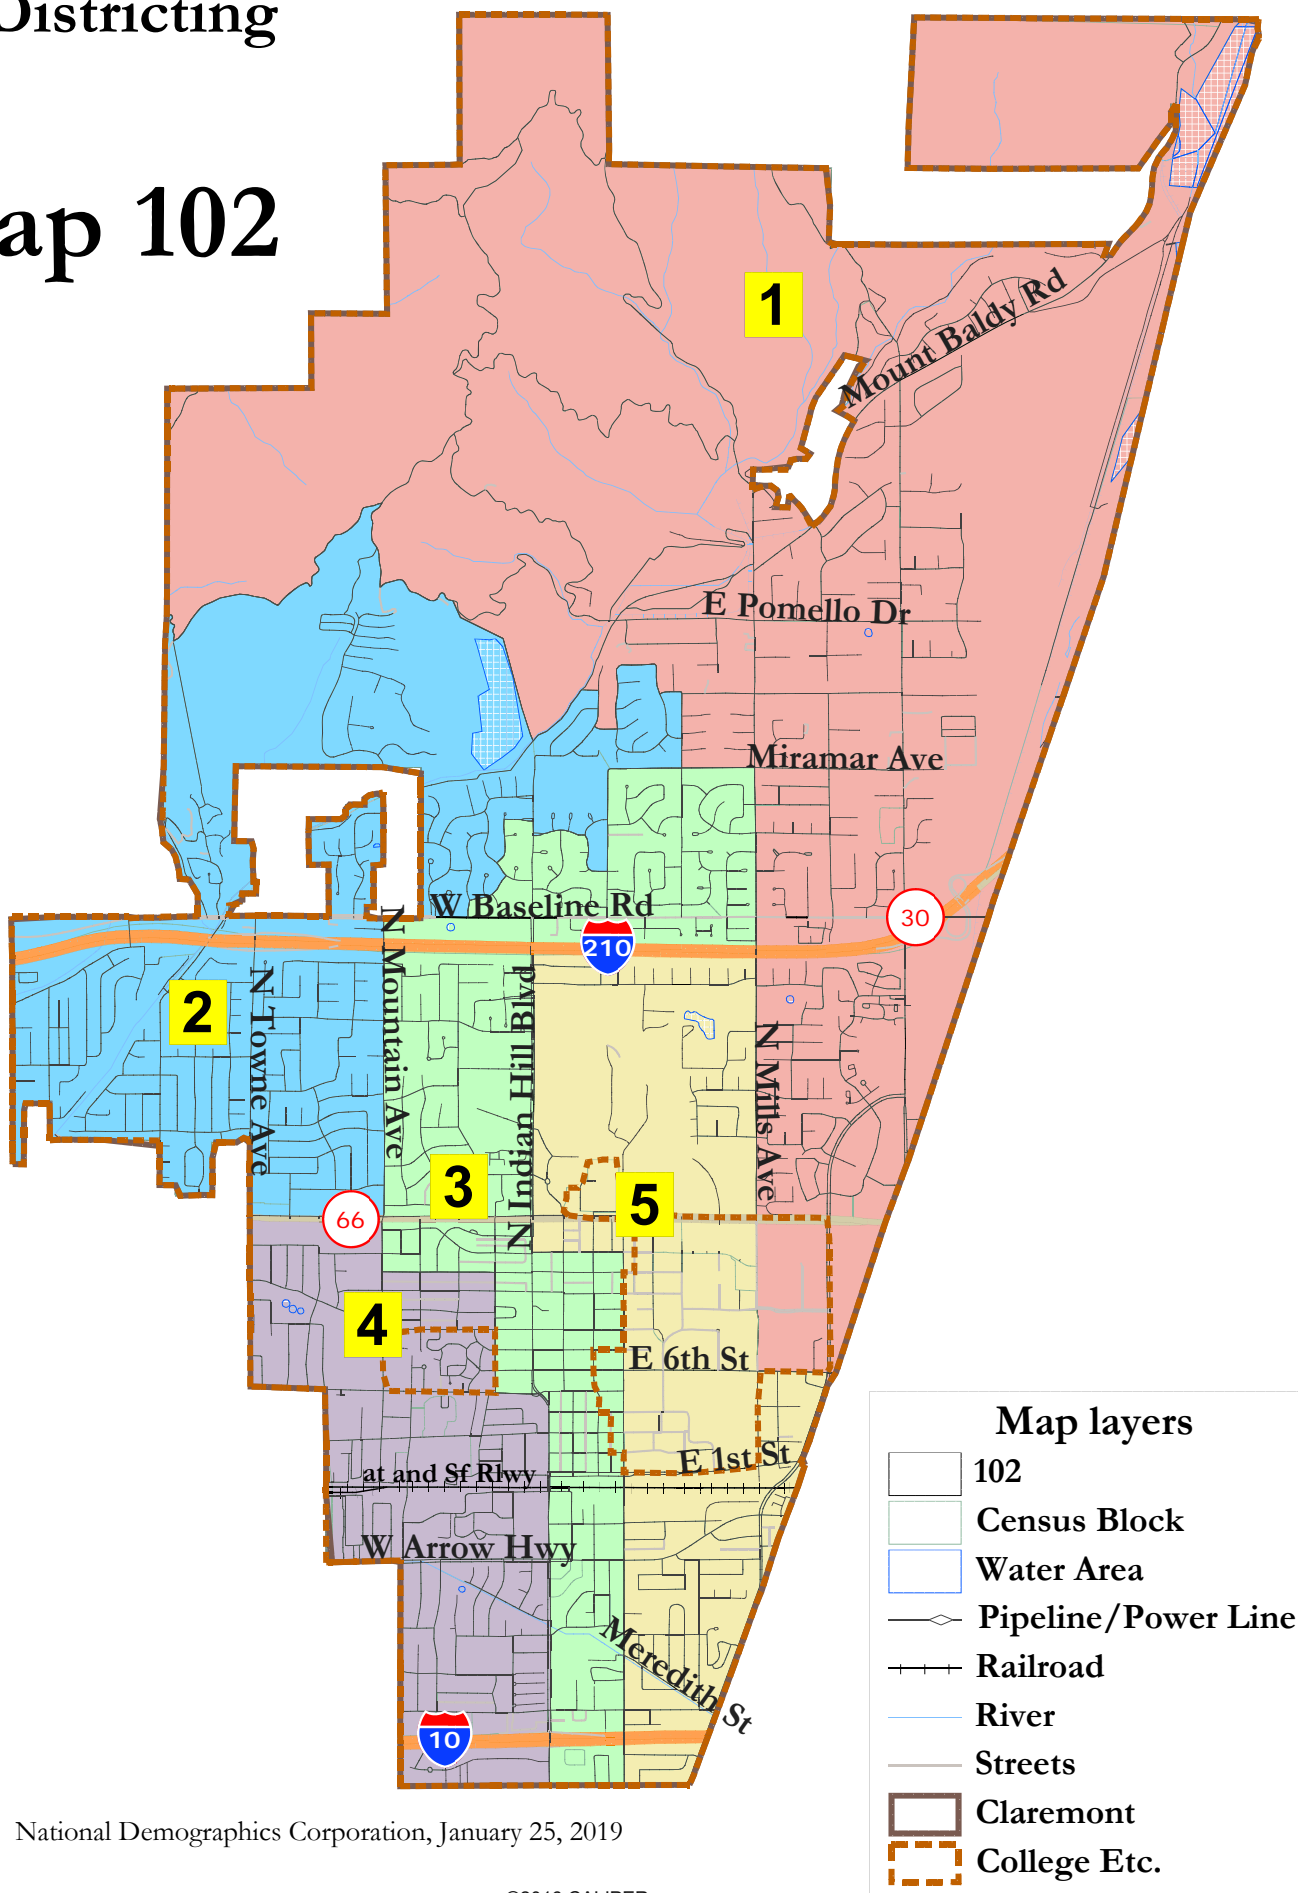 Districting
ap 102
1
Mount Baldy Rd
E Pomello Dr
Miramar Ave
W Baseline Rd
30
210
2
N Towne Ave
N Mountain Ave
N Indian Hill Blvd
N Mills Ave
3
5
66
4
E 6th St
E 1st St
at and Sf Rlwy
W Arrow Hwy
Meredith St
10
Map layers
102
Census Block
Water Area
Pipeline/Power Line
Railroad
River
Streets
Claremont
College Etc.
National Demographics Corporation, January 25, 2019